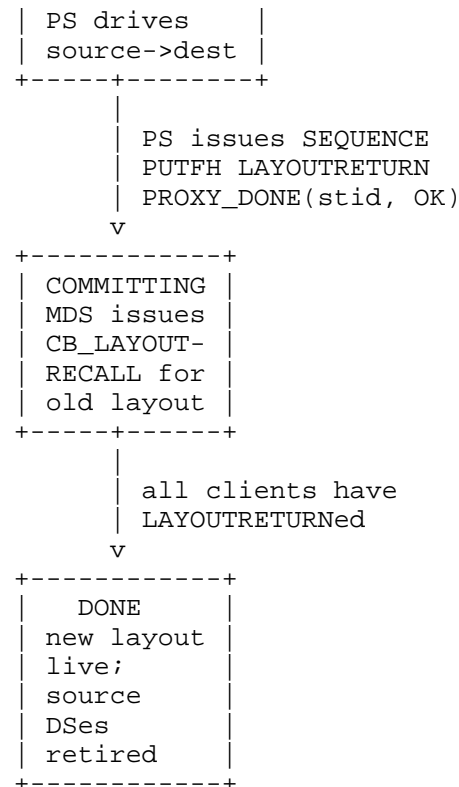 PS drives
source->dest
PS issues SEQUENCE
PUTFH LAYOUTRETURN
PROXY_DONE(stid, OK)
v
COMMITTING
MDS issues
CB_LAYOUT-
RECALL for
old layout
all clients have
LAYOUTRETURNed
v
DONE
new layout
live;
source
DSes
retired